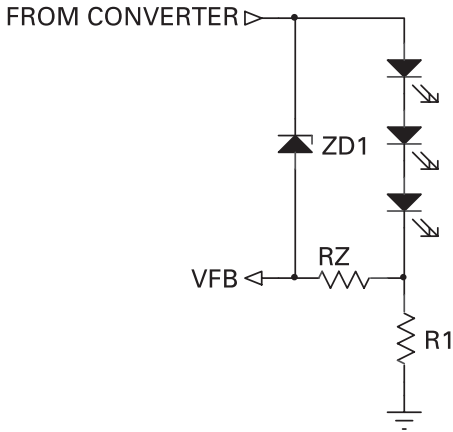 FROM CONVERTER
ZD1
RZ
VFB
R1